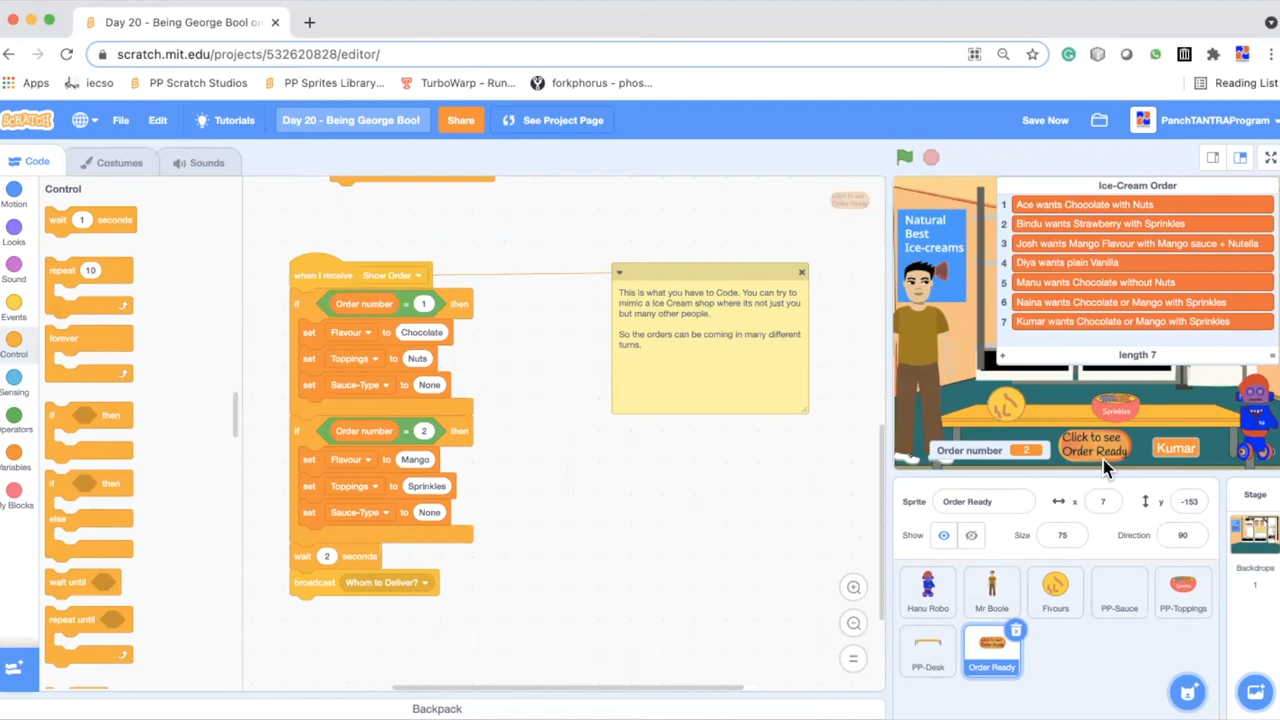 Day 20 - Being George Bool on
scratch.mit.edu/projects/532620828/editor/
Apps
iecso
PP Scratch Studios
PP Sprites Library...
TurboWarp - Run...
forkphorus - phos...
Reading List
SCRATCH
File
Edit
Tutorials
Day 20 - Being George Bool
Share
See Project Page
Save Now
PanchTANTRAProgram
Code
Costumes
Sounds
Motion
Looks
Sound
Events
Control
Sensing
Operators
Variables
My Blocks
Control
wait 1 seconds
repeat 10
forever
if then
if then
else
wait until
repeat until
Click to see
Order Ready
when I receive Show Order
if Order number = 1 then
set Flavour to Chocolate
set Toppings to Nuts
set Sauce-Type to None
if Order number = 2 then
set Flavour to Mango
set Toppings to Sprinkles
set Sauce-Type to None
wait 2 seconds
broadcast Whom to Deliver?
This is what you have to Code. You can try to
mimic a Ice Cream shop where its not just you
but many other people.
So the orders can be coming in many different
turns.
Backpack
Natural
Best
Ice-creams
Ice-Cream Order
1 Ace wants Chocolate with Nuts
2 Bindu wants Strawberry with Sprinkles
3 Josh wants Mango Flavour with Mango sauce + Nutella
4 Diya wants plain Vanilla
5 Manu wants Chocolate without Nuts
6 Naina wants Chocolate or Mango with Sprinkles
7 Kumar wants Chocolate or Mango with Sprinkles
+ length 7 =
Sprinkles
Order number 2
Click to see
Order Ready
Kumar
Sprite Order Ready x 7 y -153
Show Size 75 Direction 90
Hanu Robo
Mr Boole
Flvours
PP-Sauce
PP-Toppings
PP-Desk
Order Ready
Stage
Backdrops
1